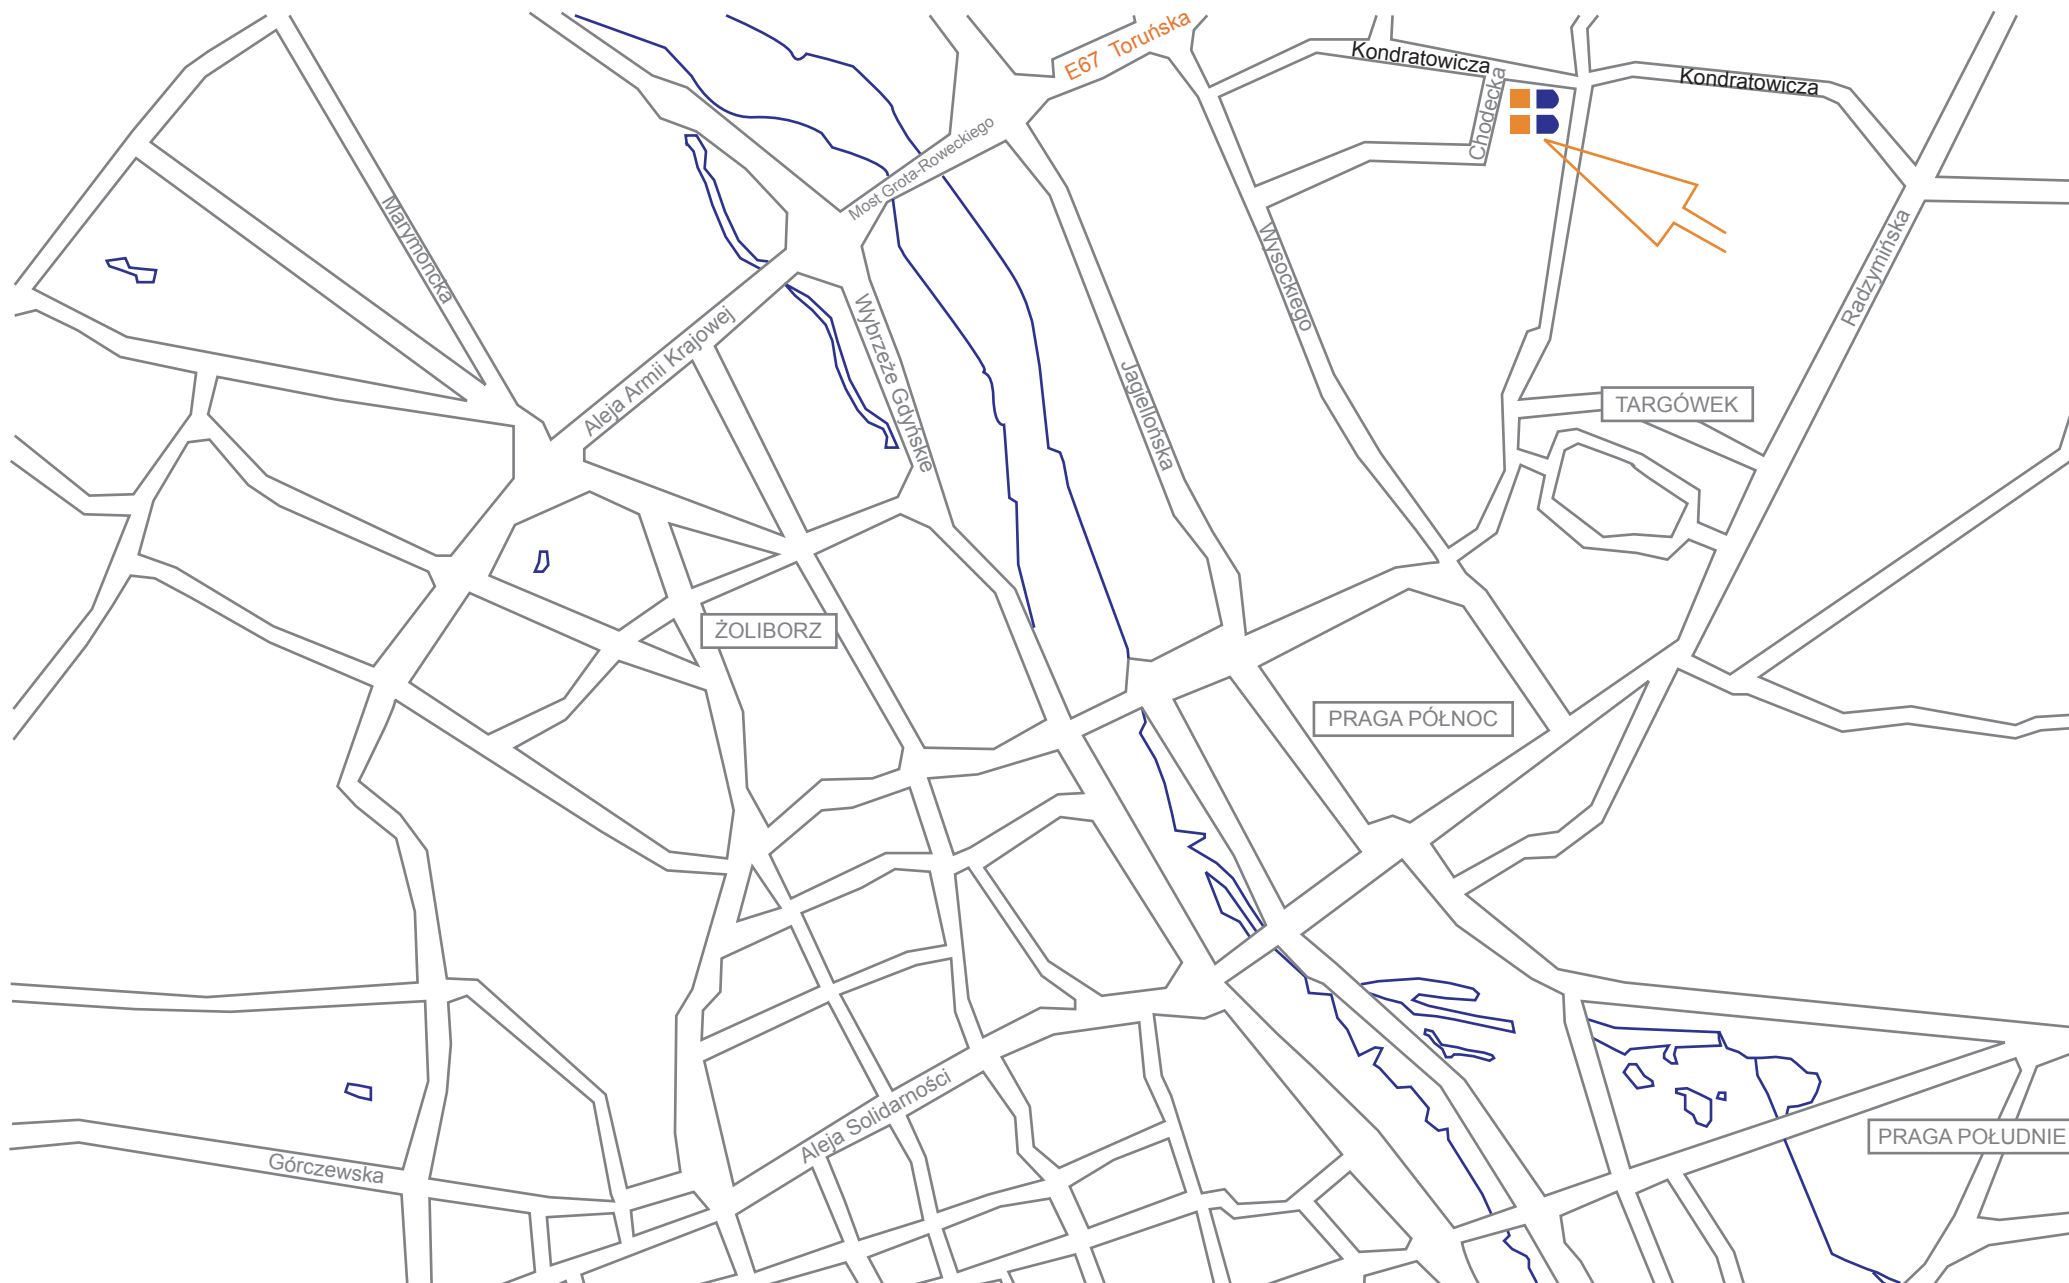 E67 Toruńska
Kondratowicza
Kondratowicza
Chodecka
Most Grota-Roweckiego
Marymoncka
Wysockiego
Radzymińska
Aleja Armii Krajowej
Wybrzeże Gdyńskie
Jagiellońska
TARGÓWEK
ŻOLIBORZ
PRAGA PÓŁNOC
Aleja Solidarności
PRAGA POŁUDNIE
Górczewska